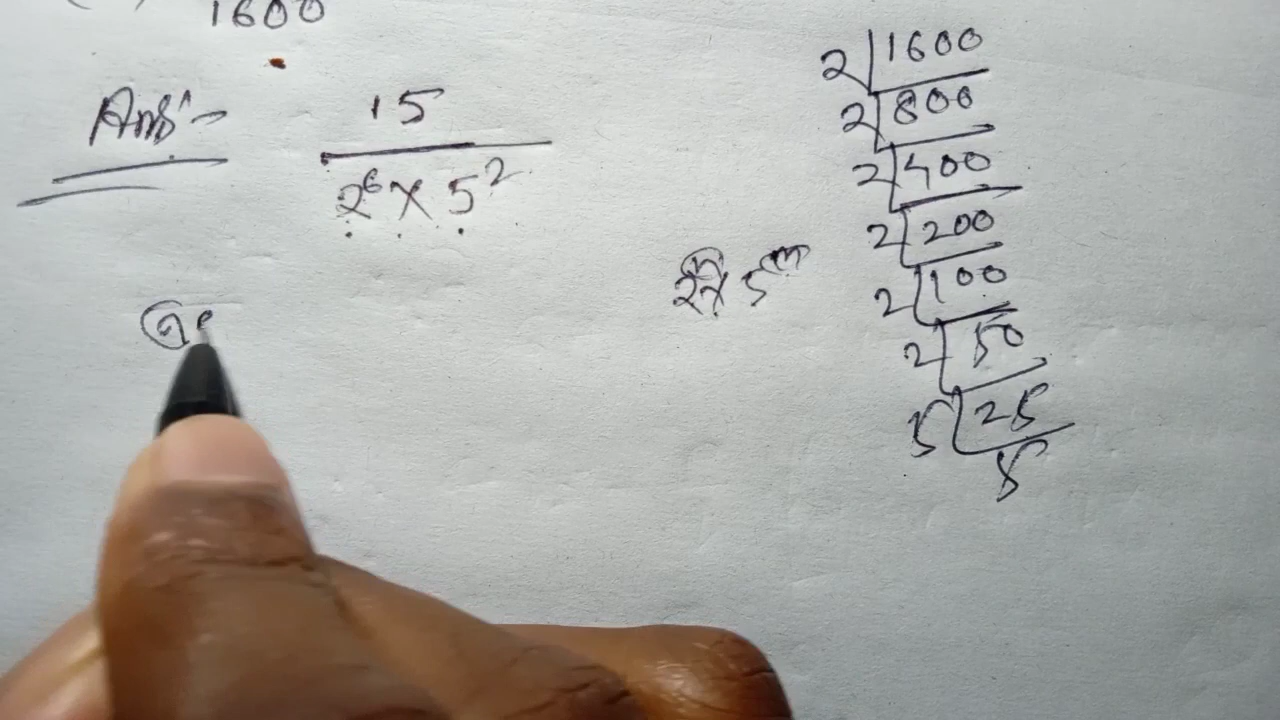 1600
Ans:-
15
2⁶ × 5²
2 | 1600
2 | 800
2 | 400
2 | 200
2 | 100
2 | 50
5 | 25
5
5ᵐ